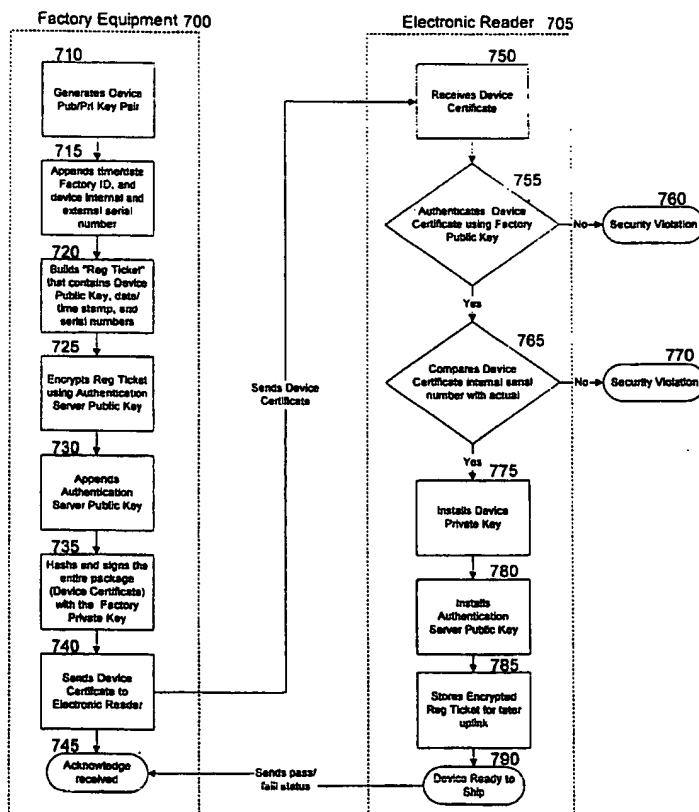 Factory Equipment 700
710
Generates Device
Pub/Pri Key Pair
715
Appends time/date
Factory ID, and
device internal and
external serial
number
720
Builds "Reg Ticket"
that contains Device
Public Key, date/
time stamp, and
serial numbers
725
Encrypts Reg Ticket
using Authentication
Server Public Key
730
Appends
Authentication
Server Public Key
735
Hashs and signs the
entire package
(Device Certificate)
with the Factory
Private Key
740
Sends Device
Certificate to
Electronic Reader
745
Acknowledge
received
Sends Device
Certificate
Sends pass/
fail status
Electronic Reader 705
750
Receives Device
Certificate
755
Authenticates Device
Certificate using Factory
Public Key
No
760
Security Violation
Yes
765
Compares Device
Certificate internal serial
number with actual
No
770
Security Violation
Yes
775
Installs Device
Private Key
780
Installs
Authentication
Server Public Key
785
Stores Encrypted
Reg Ticket for later
uplink
790
Device Ready to
Ship